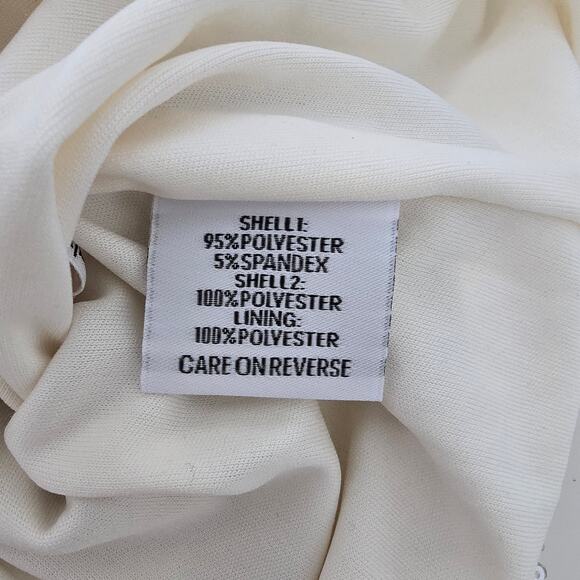 SHELL1:
95%POLYESTER
5%SPANDEX
SHELL2:
100%POLYESTER
LINING:
100%POLYESTER
CARE ON REVERSE